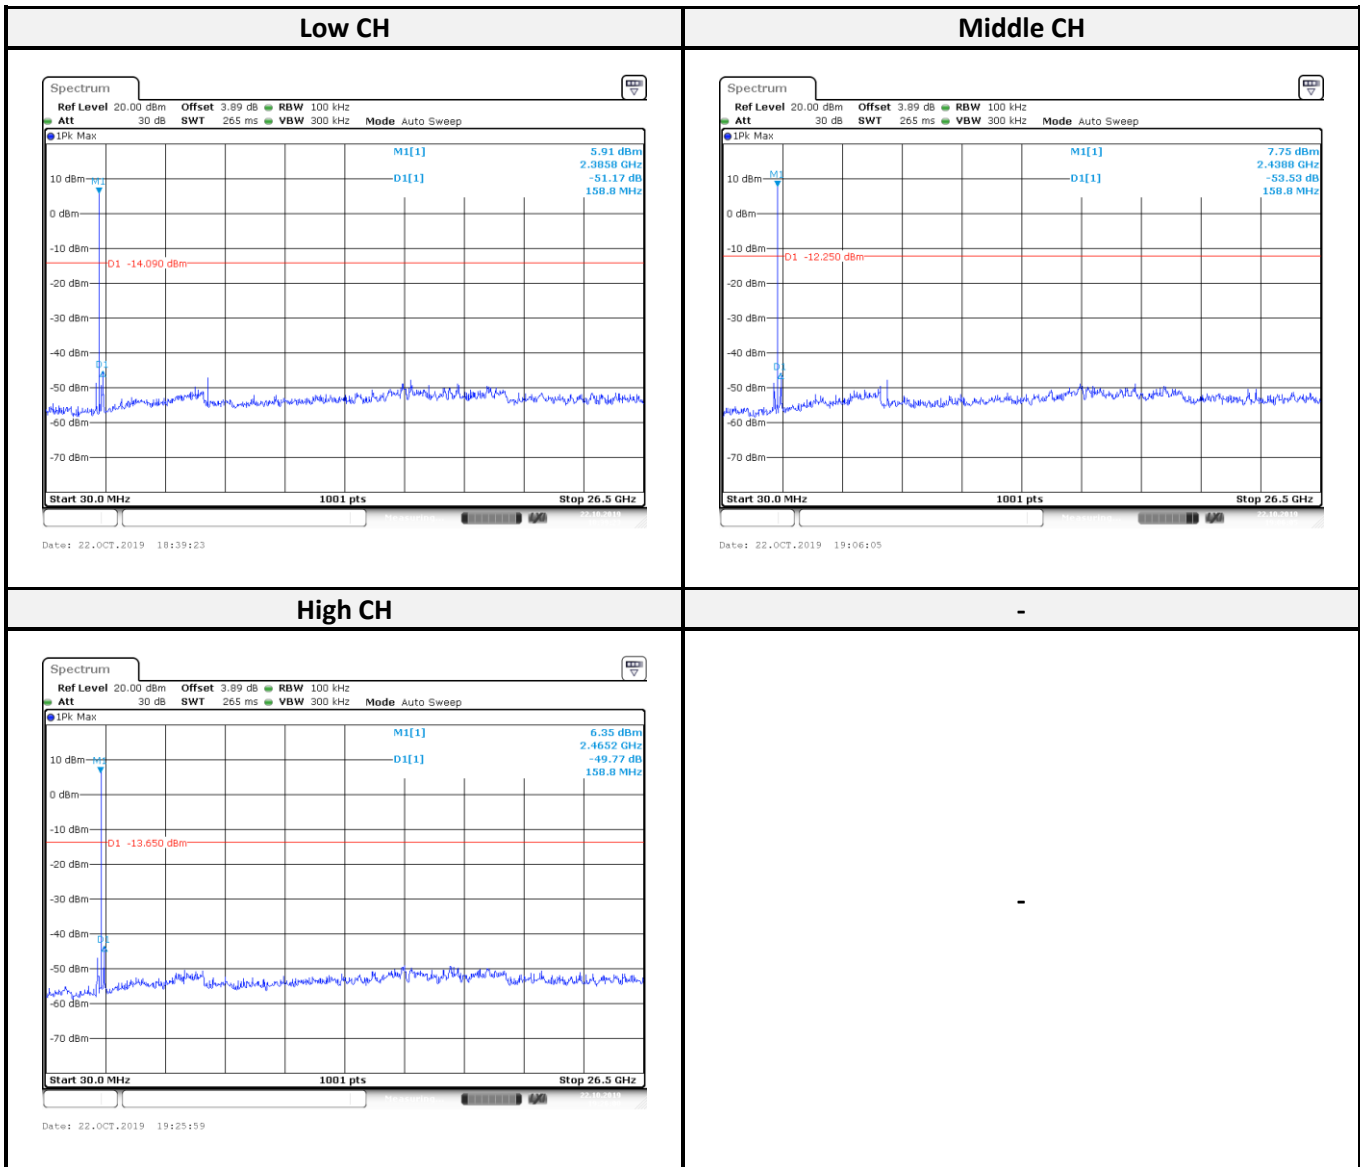 Low CH
Middle CH
Spectrum
Ref Level 20.00 dBm Offset 3.89 dB RBW 100 kHz
Att 30 dB SWT 265 ms VBW 300 kHz Mode Auto Sweep
1Pk Max
M1[1] 5.91 dBm
2.3858 GHz
D1[1] -51.17 dB
158.8 MHz
10 dBm
M1
0 dBm
-10 dBm
D1 -14.090 dBm
-20 dBm
-30 dBm
-40 dBm
D1
-50 dBm
-60 dBm
-70 dBm
Start 30.0 MHz 1001 pts Stop 26.5 GHz
22.10.2019
Date: 22.OCT.2019 18:39:23
Spectrum
Ref Level 20.00 dBm Offset 3.89 dB RBW 100 kHz
Att 30 dB SWT 265 ms VBW 300 kHz Mode Auto Sweep
1Pk Max
M1[1] 7.75 dBm
2.4388 GHz
D1[1] -53.53 dB
158.8 MHz
10 dBm
M1
0 dBm
-10 dBm
D1 -12.250 dBm
-20 dBm
-30 dBm
-40 dBm
D1
-50 dBm
-60 dBm
-70 dBm
Start 30.0 MHz 1001 pts Stop 26.5 GHz
22.10.2019
Date: 22.OCT.2019 19:06:05
High CH
-
Spectrum
Ref Level 20.00 dBm Offset 3.89 dB RBW 100 kHz
Att 30 dB SWT 265 ms VBW 300 kHz Mode Auto Sweep
1Pk Max
M1[1] 6.35 dBm
2.4652 GHz
D1[1] -49.77 dB
158.8 MHz
10 dBm
M1
0 dBm
-10 dBm
D1 -13.650 dBm
-20 dBm
-30 dBm
-40 dBm
D1
-50 dBm
-60 dBm
-70 dBm
Start 30.0 MHz 1001 pts Stop 26.5 GHz
22.10.2019
Date: 22.OCT.2019 19:25:59
-